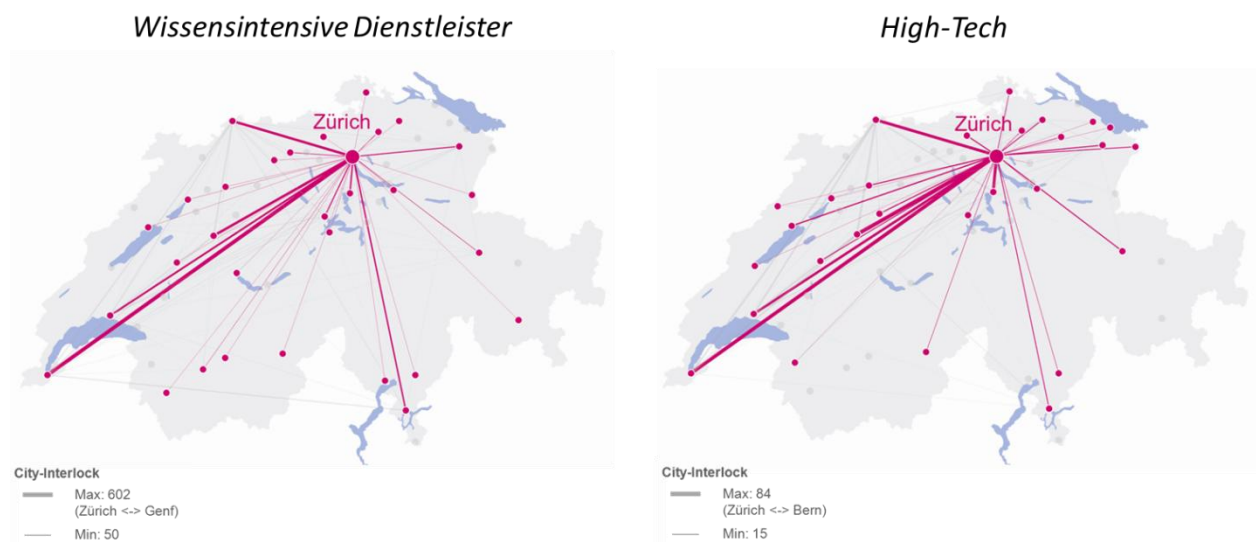 Wissensintensive Dienstleister
Zürich
City-Interlock
Max: 602
(Zürich <-> Genf)
Min: 50
High-Tech
Zürich
City-Interlock
Max: 84
(Zürich <-> Bern)
Min: 15